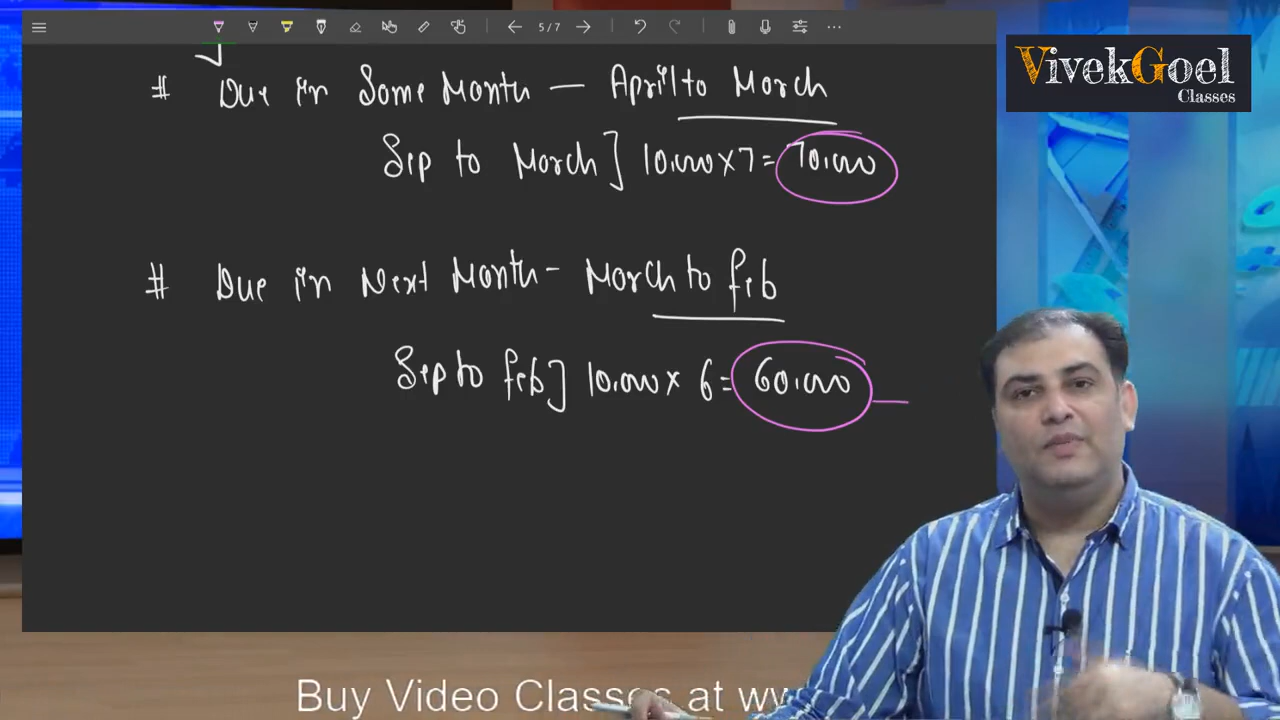 5/7
VivekGoel
Classes
# Due in Same Month — April to March
Sep to March] 10,000 x 7 = 70,000
# Due in Next Month - March to feb
Sep to feb] 10,000 x 6 = 60,000
Buy Video Classes at